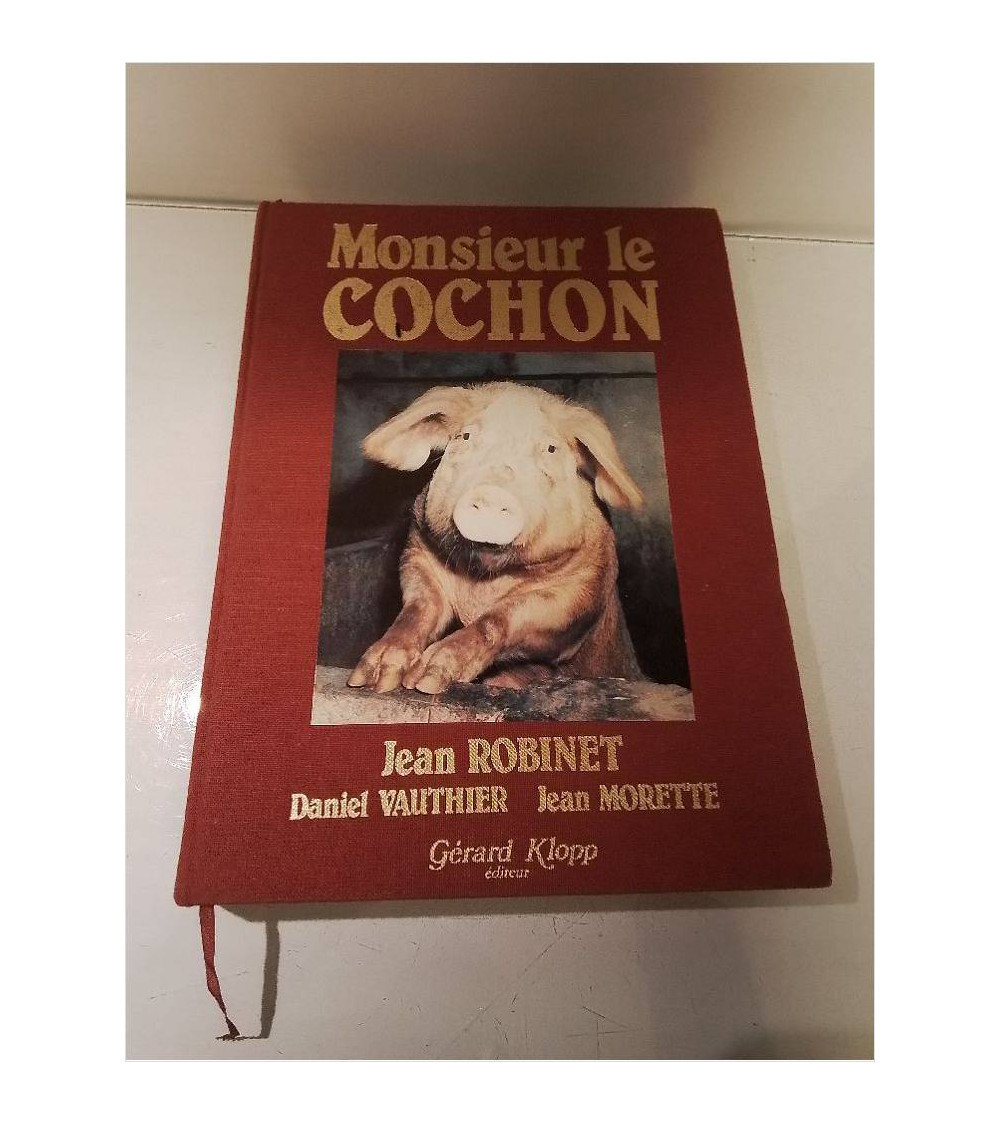 Monsieur le
COCHON
Jean ROBINET
Daniel VAUTHIER Jean MORETTE
Gérard Klopp
éditeur